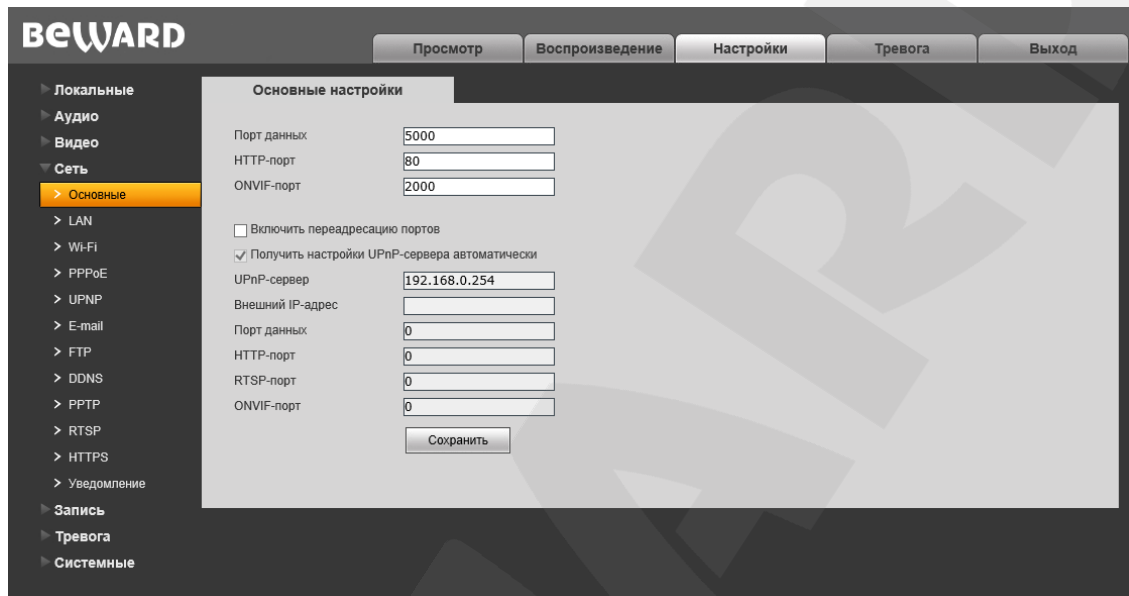 BEWARD
Просмотр
Воспроизведение
Настройки
Тревога
Выход
Локальные
Аудио
Видео
Сеть
Основные
LAN
Wi-Fi
PPPoE
UPNP
E-mail
FTP
DDNS
PPTP
RTSP
HTTPS
Уведомление
Запись
Тревога
Системные
Основные настройки
Порт данных 5000
HTTP-порт 80
ONVIF-порт 2000
Включить переадресацию портов
Получить настройки UPnP-сервера автоматически
UPnP-сервер 192.168.0.254
Внешний IP-адрес
Порт данных 0
HTTP-порт 0
RTSP-порт 0
ONVIF-порт 0
Сохранить